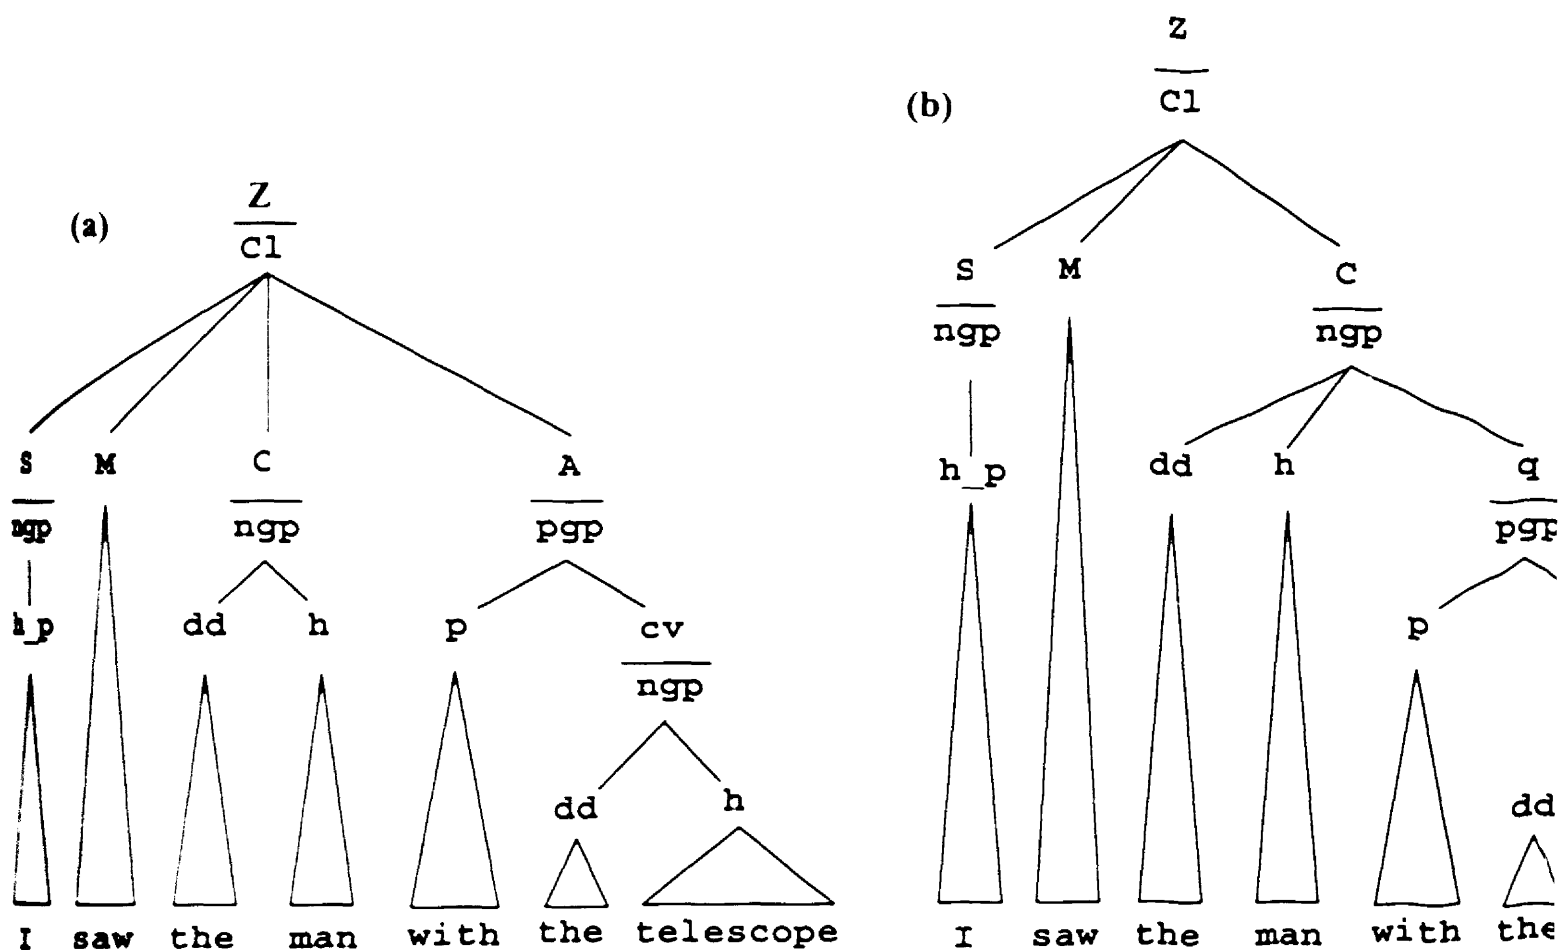 (a)
Z
Cl
S M C A
ngp ngp pgp
h_p dd h p cv
ngp
dd h
I saw the man with the telescope
(b)
Z
Cl
S M C
ngp ngp
h_p dd h q
pgp
p
dd
I saw the man with the